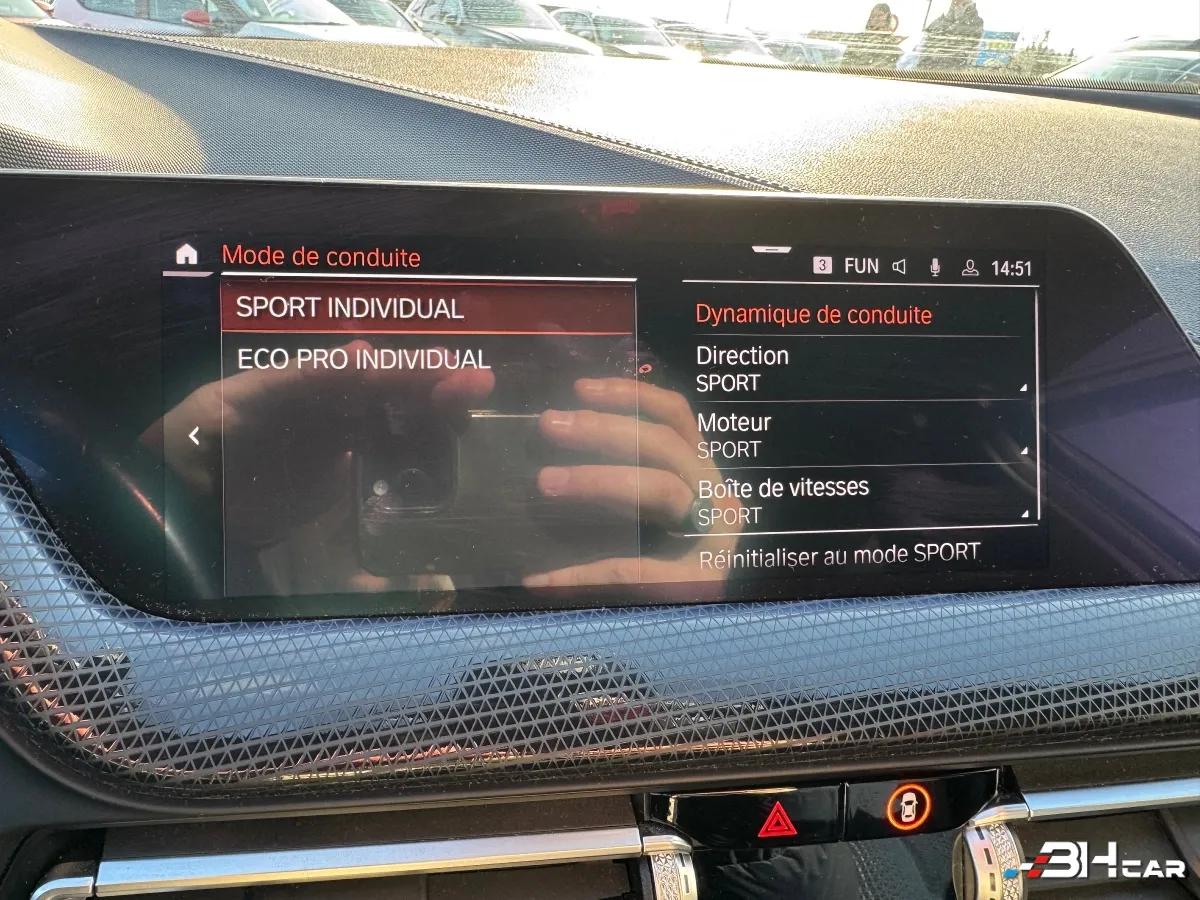 Mode de conduite
3 FUN 14:51
SPORT INDIVIDUAL
ECO PRO INDIVIDUAL
Dynamique de conduite
Direction
SPORT
Moteur
SPORT
Boîte de vitesses
SPORT
Réinitialiser au mode SPORT
BHCAR